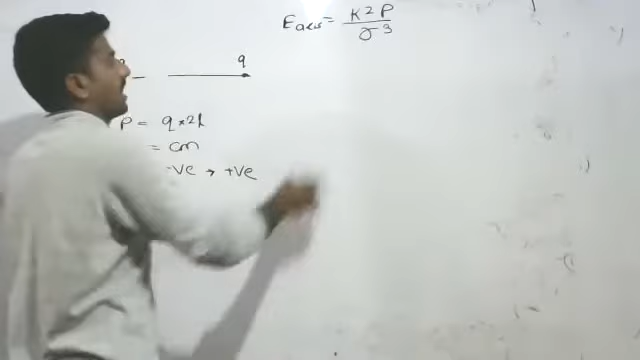 E axis = K2P / r3
q
P = q × 2l
= cm
-ve → +ve